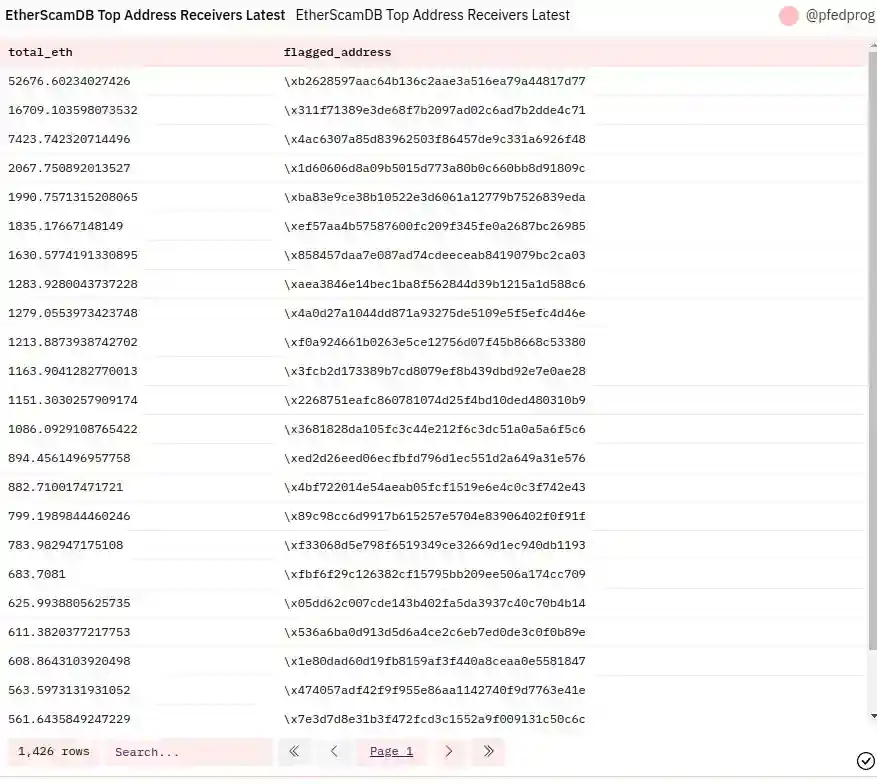 EtherScamDB Top Address Receivers Latest EtherScamDB Top Address Receivers Latest @pfedprog
total_eth flagged_address
52676.60234027426 \xb2628597aac64b136c2aae3a516ea79a44817d77
16709.103598073532 \x311f71389e3de68f7b2097ad02c6ad7b2dde4c71
7423.742320714496 \x4ac6307a85d83962503f86457de9c331a6926f48
2067.750892013527 \x1d60606d8a09b5015d773a80b0c660bb8d91809c
1990.7571315208065 \xba83e9ce38b10522e3d6061a12779b7526839eda
1835.17667148149 \xef57aa4b57587600fc209f345fe0a2687bc26985
1630.5774191330895 \x858457daa7e087ad74cdeeceab8419079bc2ca03
1283.9280043737228 \xaea3846e14bec1ba8f562844d39b1215a1d588c6
1279.0553973423748 \x4a0d27a1044dd871a93275de5109e5f5efc4d46e
1213.8873938742702 \xf0a924661b0263e5ce12756d07f45b8668c53380
1163.9041282770013 \x3fcb2d173389b7cd8079ef8b439dbd92e7e0ae28
1151.3030257909174 \x2268751eafc860781074d25f4bd10ded480310b9
1086.0929108765422 \x3681828da105fc3c44e212f6c3dc51a0a5a6f5c6
894.4561496957758 \xed2d26eed06ecfbfd796d1ec551d2a649a31e576
882.710017471721 \x4bf722014e54aeab05fcf1519e6e4c0c3f742e43
799.1989844460246 \x89c98cc6d9917b615257e5704e83906402f0f91f
783.982947175108 \xf33068d5e798f6519349ce32669d1ec940db1193
683.7081 \xfbf6f29c126382cf15795bb209ee506a174cc709
625.9938805625735 \x05dd62c007cde143b402fa5da3937c40c70b4b14
611.3820377217753 \x536a6ba0d913d5d6a4ce2c6eb7ed0de3c0f0b89e
608.8643103920498 \x1e80dad60d19fb8159af3f440a8ceaa0e5581847
563.5973131931052 \x474057adf42f9f955e86aa1142740f9d7763e41e
561.6435849247229 \x7e3d7d8e31b3f472fcd3c1552a9f009131c50c6c
1,426 rows Search... « < Page 1 > »